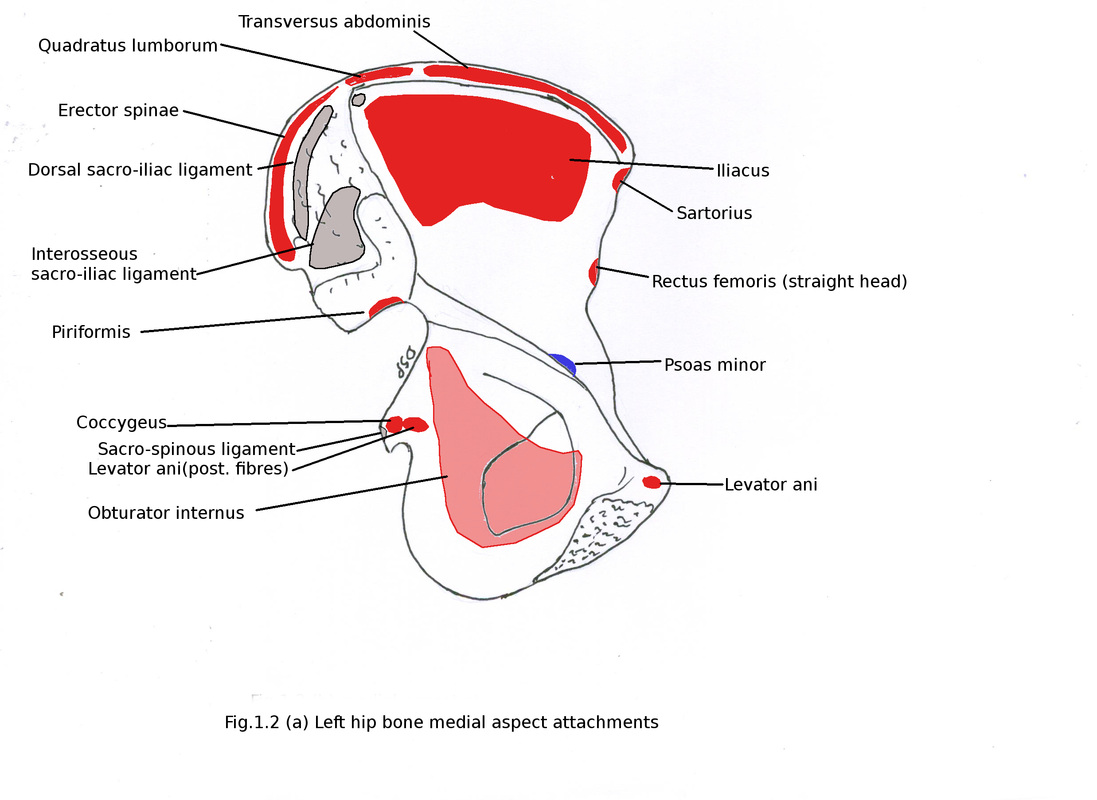 Transversus abdominis
Quadratus lumborum
Erector spinae
Dorsal sacro-iliac ligament
Iliacus
Sartorius
Interosseous
sacro-iliac ligament
Rectus femoris (straight head)
Piriformis
Psoas minor
Coccygeus
Sacro-spinous ligament
Levator ani(post. fibres)
Levator ani
Obturator internus
Fig.1.2 (a) Left hip bone medial aspect attachments